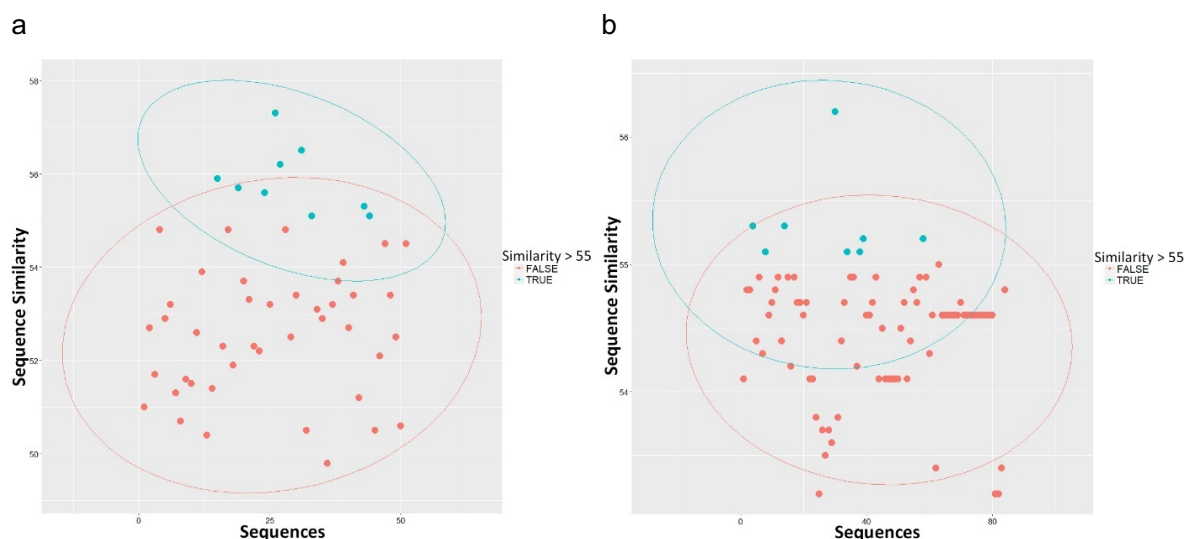 a
58
56
54
52
50
Sequence Similarity
0
25
50
Sequences
Similarity > 55
FALSE
TRUE
b
56
55
54
Sequence Similarity
0
40
80
Sequences
Similarity > 55
FALSE
TRUE